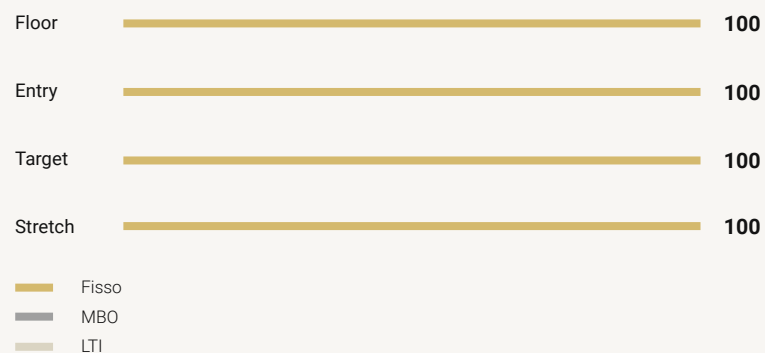 Floor 100
Entry 100
Target 100
Stretch 100
Fisso
MBO
LTI